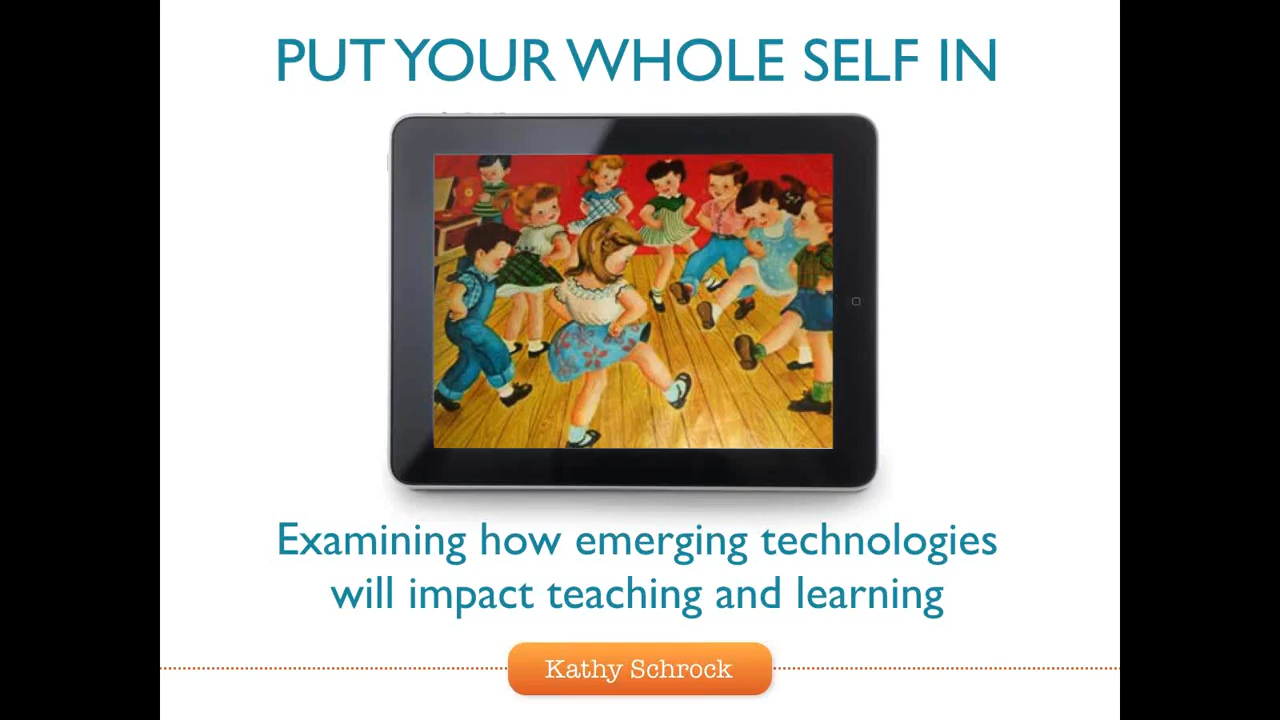 PUT YOUR WHOLE SELF IN
Examining how emerging technologies
will impact teaching and learning
Kathy Schrock